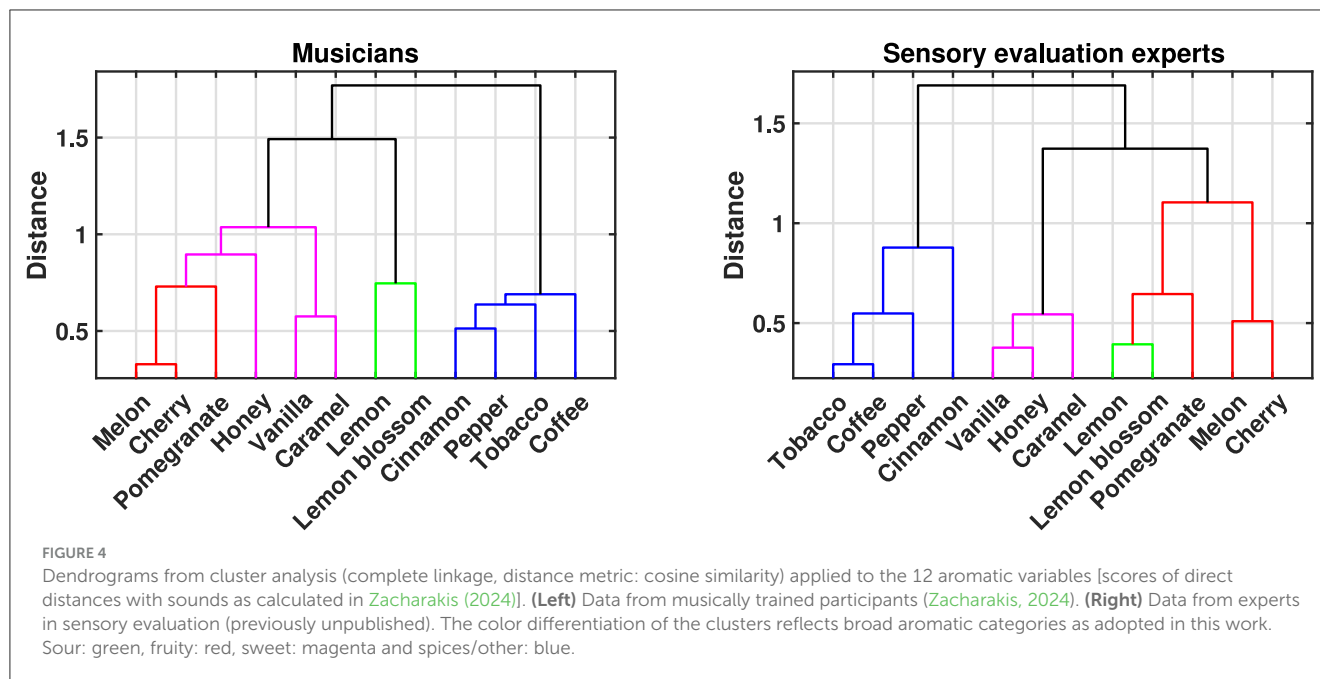 Musicians
Distance
1.5
1
0.5
Melon
Cherry
Pomegranate
Honey
Vanilla
Caramel
Lemon
Lemon blossom
Cinnamon
Pepper
Tobacco
Coffee
Sensory evaluation experts
Distance
1.5
1
0.5
Tobacco
Coffee
Pepper
Cinnamon
Vanilla
Honey
Caramel
Lemon
Lemon blossom
Pomegranate
Melon
Cherry
FIGURE 4
Dendrograms from cluster analysis (complete linkage, distance metric: cosine similarity) applied to the 12 aromatic variables [scores of direct
distances with sounds as calculated in Zacharakis (2024)]. (Left) Data from musically trained participants (Zacharakis, 2024). (Right) Data from experts
in sensory evaluation (previously unpublished). The color differentiation of the clusters reflects broad aromatic categories as adopted in this work.
Sour: green, fruity: red, sweet: magenta and spices/other: blue.